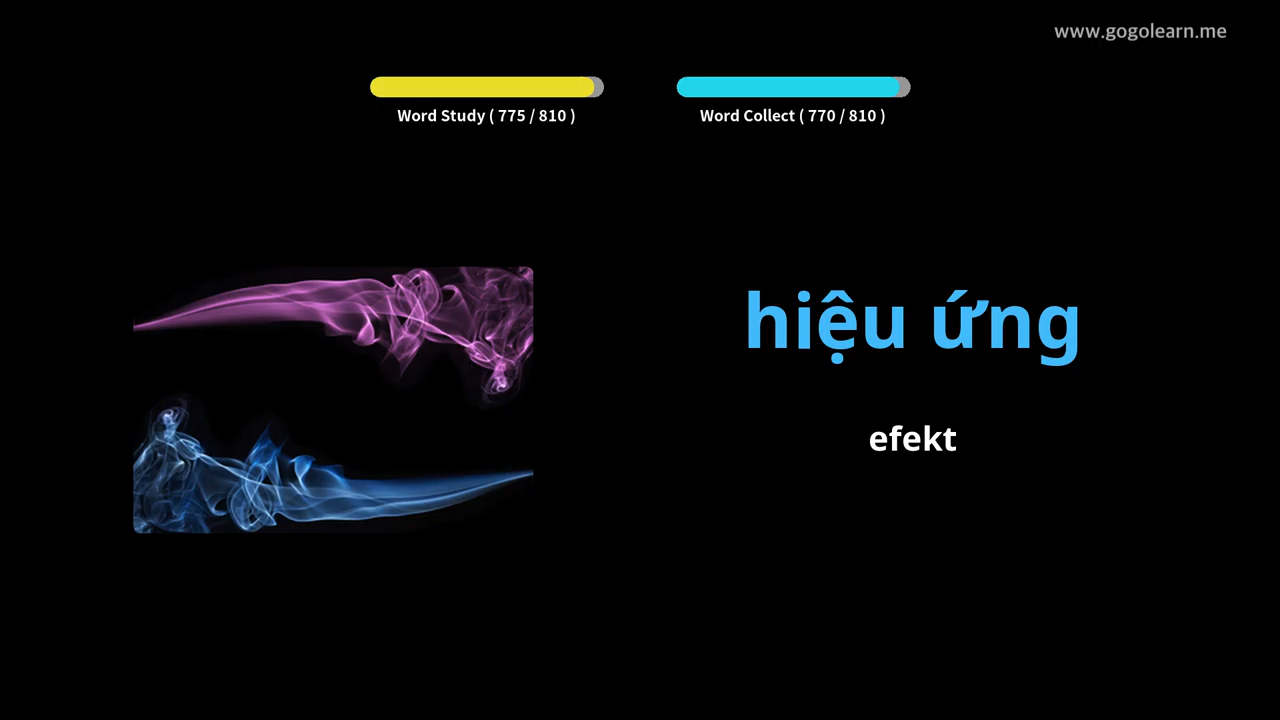 www.gogolearn.me
Word Study ( 775 / 810 )
Word Collect ( 770 / 810 )
hiệu ứng
efekt